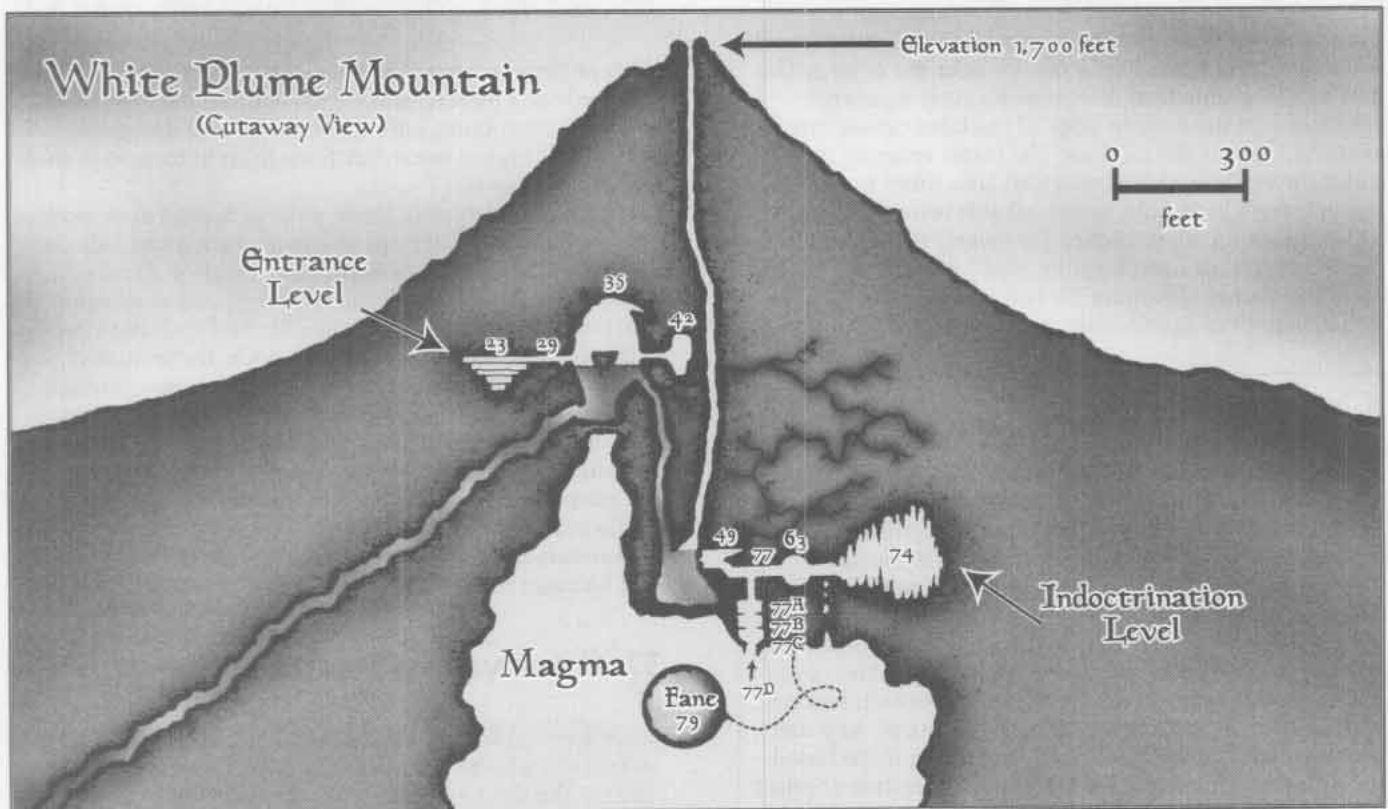 White Plume Mountain
(Cutaway View)
Elevation 1,700 feet
0 300
feet
Entrance
Level
35
42
23 29
49 77 63 74
77A
77B
77C
77D
Indoctrination
Level
Magma
Fane
79